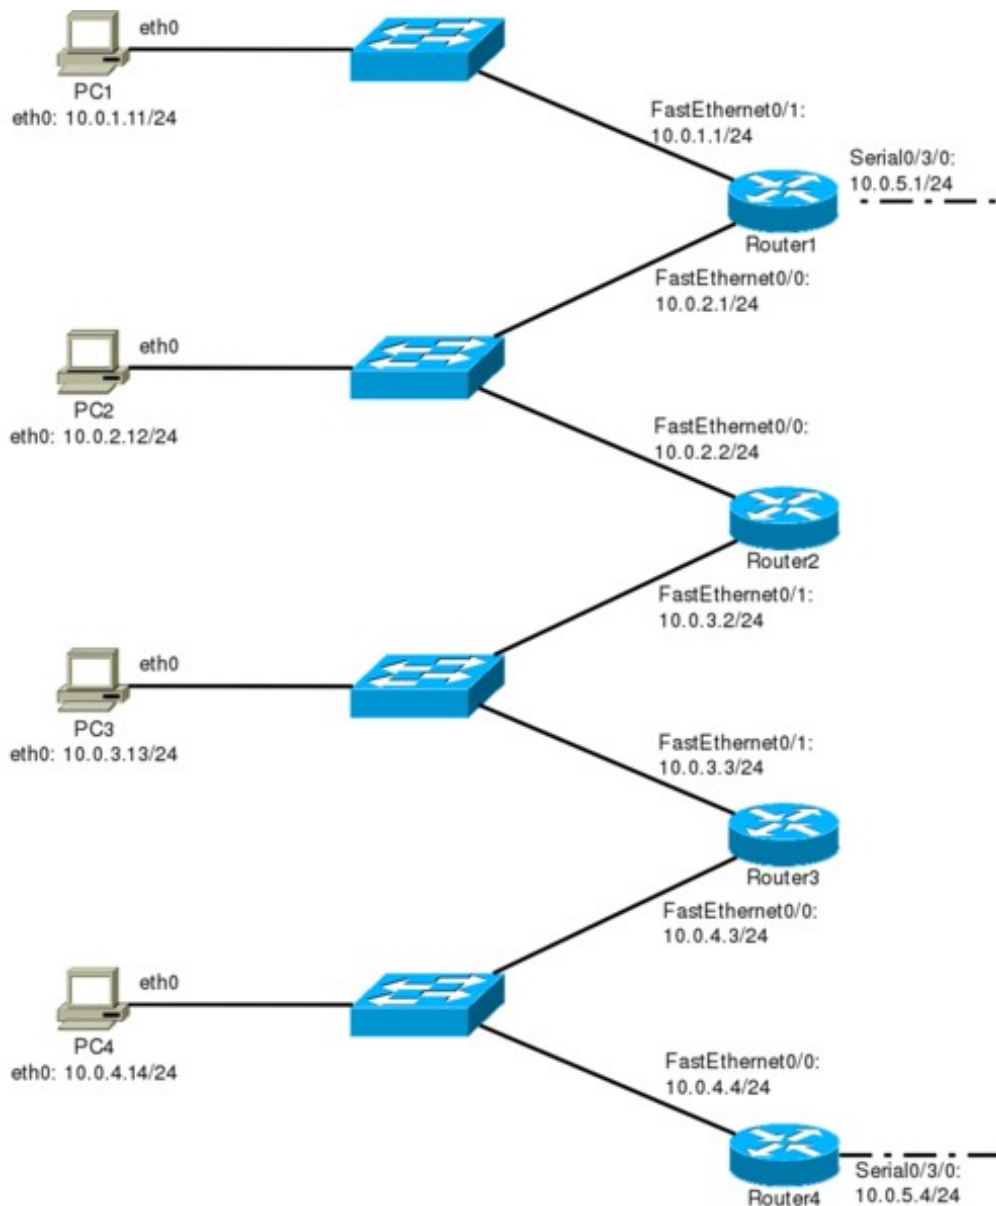 eth0
PC1
eth0: 10.0.1.11/24
FastEthernet0/1:
10.0.1.1/24
Serial0/3/0:
10.0.5.1/24
Router1
FastEthernet0/0:
10.0.2.1/24
eth0
PC2
eth0: 10.0.2.12/24
FastEthernet0/0:
10.0.2.2/24
Router2
FastEthernet0/1:
10.0.3.2/24
eth0
PC3
eth0: 10.0.3.13/24
FastEthernet0/1:
10.0.3.3/24
Router3
FastEthernet0/0:
10.0.4.3/24
eth0
PC4
eth0: 10.0.4.14/24
FastEthernet0/0:
10.0.4.4/24
Router4
Serial0/3/0:
10.0.5.4/24